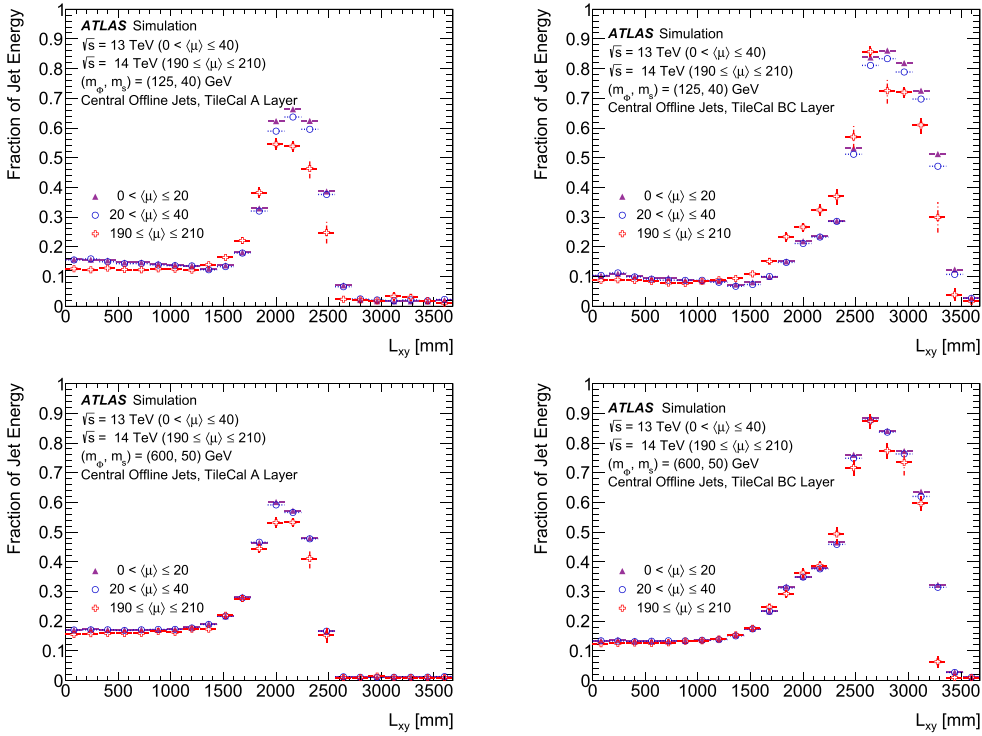 ATLAS Simulation
√s = 13 TeV (0 < ⟨μ⟩ ≤ 40)
√s = 14 TeV (190 ≤ ⟨μ⟩ ≤ 210)
(mΦ, ms) = (125, 40) GeV
Central Offline Jets, TileCal A Layer
0 < ⟨μ⟩ ≤ 20
20 < ⟨μ⟩ ≤ 40
190 ≤ ⟨μ⟩ ≤ 210
Fraction of Jet Energy
1
0.9
0.8
0.7
0.6
0.5
0.4
0.3
0.2
0.1
0
0 500 1000 1500 2000 2500 3000 3500
Lxy [mm]
ATLAS Simulation
√s = 13 TeV (0 < ⟨μ⟩ ≤ 40)
√s = 14 TeV (190 ≤ ⟨μ⟩ ≤ 210)
(mΦ, ms) = (125, 40) GeV
Central Offline Jets, TileCal BC Layer
0 < ⟨μ⟩ ≤ 20
20 < ⟨μ⟩ ≤ 40
190 ≤ ⟨μ⟩ ≤ 210
Fraction of Jet Energy
1
0.9
0.8
0.7
0.6
0.5
0.4
0.3
0.2
0.1
0
0 500 1000 1500 2000 2500 3000 3500
Lxy [mm]
ATLAS Simulation
√s = 13 TeV (0 < ⟨μ⟩ ≤ 40)
√s = 14 TeV (190 ≤ ⟨μ⟩ ≤ 210)
(mΦ, ms) = (600, 50) GeV
Central Offline Jets, TileCal A Layer
0 < ⟨μ⟩ ≤ 20
20 < ⟨μ⟩ ≤ 40
190 ≤ ⟨μ⟩ ≤ 210
Fraction of Jet Energy
1
0.9
0.8
0.7
0.6
0.5
0.4
0.3
0.2
0.1
0
0 500 1000 1500 2000 2500 3000 3500
Lxy [mm]
ATLAS Simulation
√s = 13 TeV (0 < ⟨μ⟩ ≤ 40)
√s = 14 TeV (190 ≤ ⟨μ⟩ ≤ 210)
(mΦ, ms) = (600, 50) GeV
Central Offline Jets, TileCal BC Layer
0 < ⟨μ⟩ ≤ 20
20 < ⟨μ⟩ ≤ 40
190 ≤ ⟨μ⟩ ≤ 210
Fraction of Jet Energy
1
0.9
0.8
0.7
0.6
0.5
0.4
0.3
0.2
0.1
0
0 500 1000 1500 2000 2500 3000 3500
Lxy [mm]